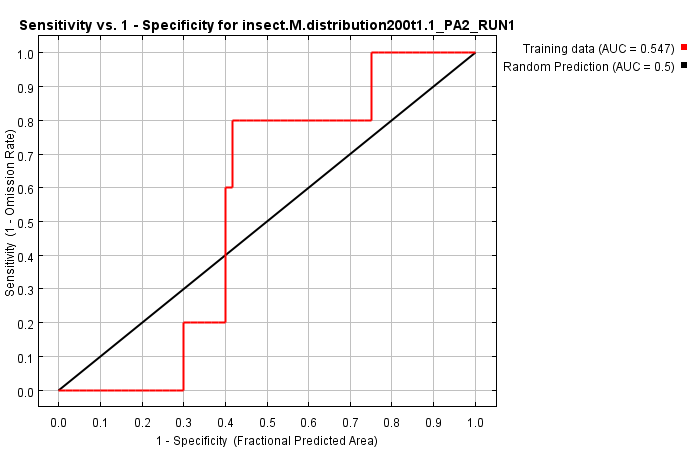 Sensitivity vs. 1 - Specificity for insect.M.distribution200t1.1_PA2_RUN1
Training data (AUC = 0.547)
Random Prediction (AUC = 0.5)
Sensitivity (1 - Omission Rate)
1.0
0.9
0.8
0.7
0.6
0.5
0.4
0.3
0.2
0.1
0.0
0.0 0.1 0.2 0.3 0.4 0.5 0.6 0.7 0.8 0.9 1.0
1 - Specificity (Fractional Predicted Area)